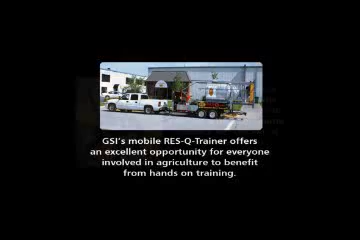 GSI's mobile RES-Q-Trainer offers
an excellent opportunity for everyone
involved in agriculture to benefit
from hands on training.